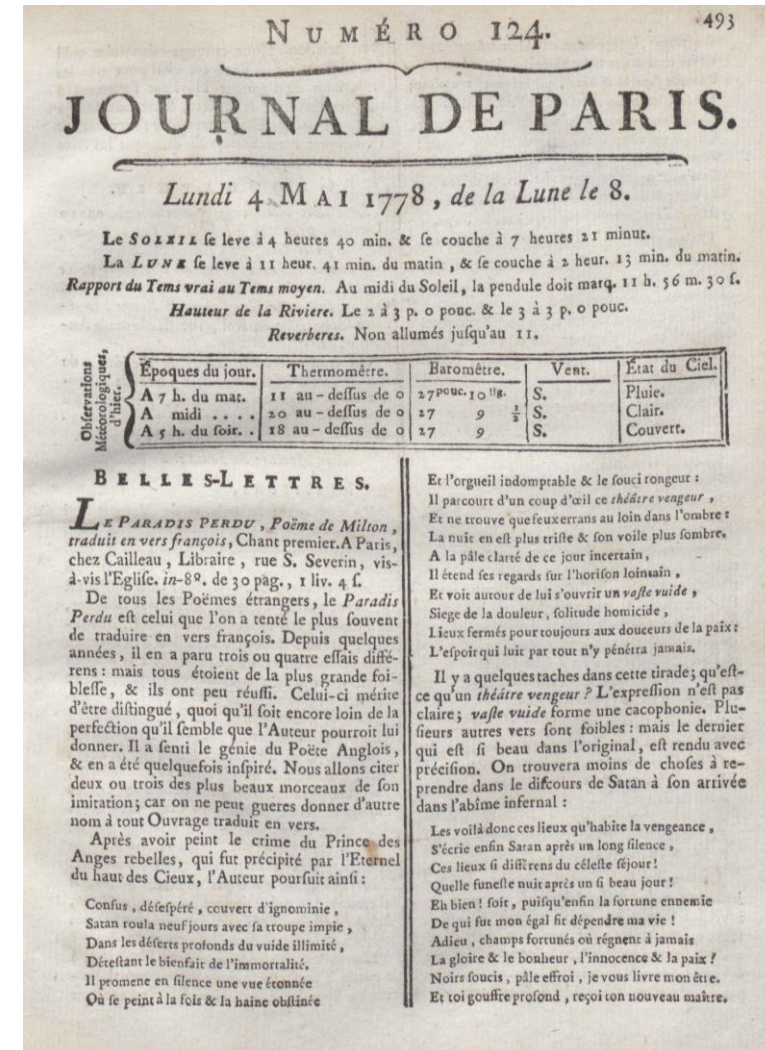 493
NUMÉRO 124.
JOURNAL DE PARIS.
Lundi 4 MAI 1778, de la Lune le 8.
Le SOLEIL ſe leve à 4 heures 40 min. & ſe couche à 7 heures 21 minut.
La LUNE ſe leve à 11 heur. 41 min. du matin, & ſe couche à 2 heur. 13 min. du matin.
Rapport du Tems vrai au Tems moyen. Au midi du Soleil, la pendule doit marq. 11 h. 56 m. 30 ſ.
Hauteur de la Riviere. Le 2 à 3 p. 0 pouc. & le 3 à 3 p. 0 pouc.
Reverberes. Non allumés juſqu'au 11.
Obſervations Météorologiques, d'hier.
Époques du jour. Thermomêtre. Baromêtre. Vent. État du Ciel.
A 7 h. du mat. 11 au-deſſus de 0 27 pouc. 10 lig. S. Pluie.
A midi .... 20 au-deſſus de 0 27 9 ½ S. Clair.
A 5 h. du ſoir. . 18 au-deſſus de 0 27 9 S. Couvert.
BELLES-LETTRES.
LE PARADIS PERDU, Poëme de Milton,
traduit en vers françois, Chant premier. A Paris,
chez Cailleau, Libraire, rue S. Severin, vis-
à-vis l'Egliſe. in-8º. de 30 pag., 1 liv. 4 ſ.
De tous les Poëmes étrangers, le Paradis
Perdu eſt celui que l'on a tenté le plus ſouvent
de traduire en vers françois. Depuis quelques
années, il en a paru trois ou quatre eſſais diffé-
rens : mais tous étoient de la plus grande foi-
bleſſe, & ils ont peu réuſſi. Celui-ci mérite
d'être diſtingué, quoi qu'il ſoit encore loin de la
perfection qu'il ſemble que l'Auteur pourroit lui
donner. Il a ſenti le génie du Poëte Anglois,
& en a été quelquefois inſpiré. Nous allons citer
deux ou trois des plus beaux morceaux de ſon
imitation; car on ne peut gueres donner d'autre
nom à tout Ouvrage traduit en vers.
Après avoir peint le crime du Prince des
Anges rebelles, qui fut précipité par l'Eternel
du haut des Cieux, l'Auteur pourſuit ainſi :
Confus, déſeſpéré, couvert d'ignominie,
Satan roula neuf jours avec ſa troupe impie,
Dans les déſerts profonds du vuide illimité,
Déteſtant le bienfait de l'immortalité.
Il promene en ſilence une vue étonnée
Où ſe peint à la fois & la haine obſtinée
Et l'orgueil indomptable & le ſouci rongeur :
Il parcourt d'un coup d'œil ce théâtre vengeur,
Et ne trouve que feux errans au loin dans l'ombre :
La nuit en eſt plus triſte & ſon voile plus ſombre.
A la pâle clarté de ce jour incertain,
Il étend ſes regards ſur l'horiſon lointain,
Et voit autour de lui s'ouvrir un vaſte vuide,
Siege de la douleur, ſolitude homicide,
Lieux fermés pour toujours aux douceurs de la paix :
L'eſpoir qui luit par tout n'y pénétra jamais.
Il y a quelques taches dans cette tirade; qu'eſt-
ce qu'un théâtre vengeur ? L'expreſſion n'eſt pas
claire; vaſte vuide forme une cacophonie. Plu-
ſieurs autres vers ſont foibles : mais le dernier
qui eſt ſi beau dans l'original, eſt rendu avec
préciſion. On trouvera moins de choſes à re-
prendre dans le diſcours de Satan à ſon arrivée
dans l'abîme infernal :
Les voilà donc ces lieux qu'habite la vengeance,
S'écrie enfin Satan après un long ſilence,
Ces lieux ſi différens du céleſte ſéjour !
Quelle funeſte nuit après un ſi beau jour !
Eh bien ! ſoit, puiſqu'enfin la fortune ennemie
De qui fut mon égal fit dépendre ma vie !
Adieu, champs fortunés où régnent à jamais
La gloire & le bonheur, l'innocence & la paix !
Noirs ſoucis, pâle effroi, je vous livre mon être.
Et toi gouffre profond, reçoi ton nouveau maître.